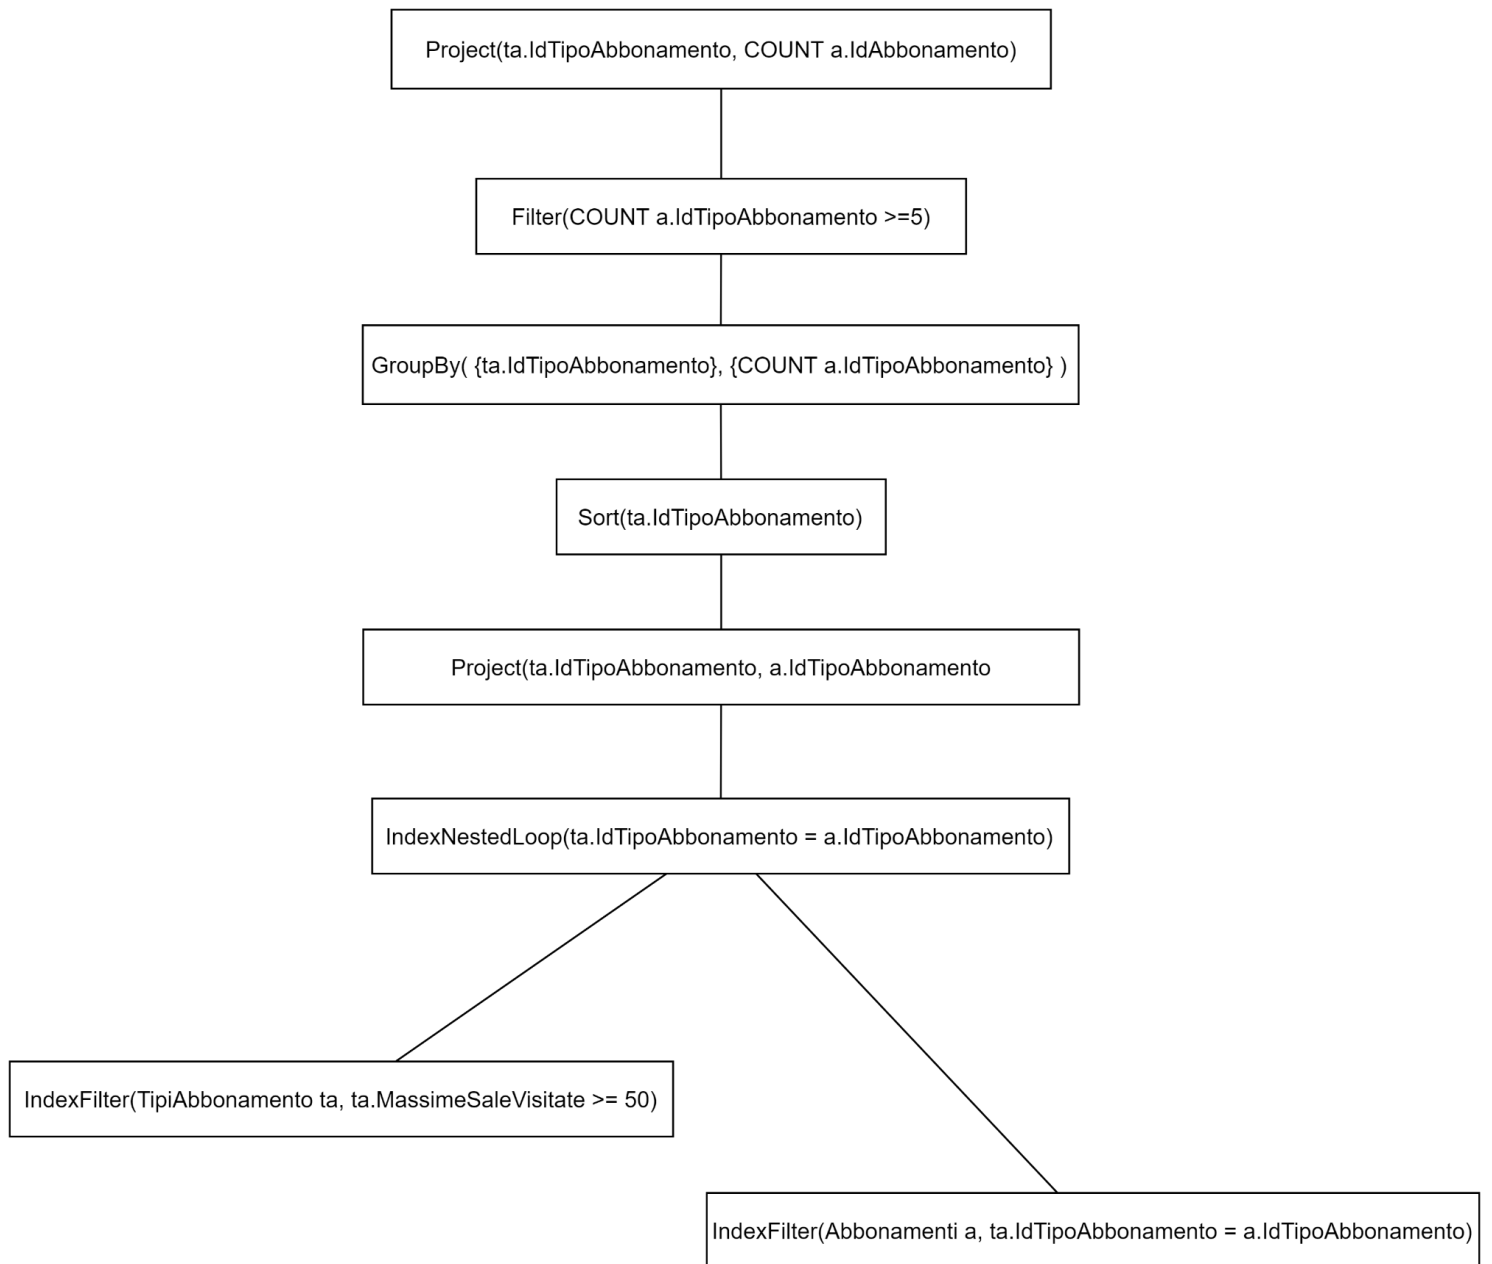 Project(ta.IdTipoAbbonamento, COUNT a.IdAbbonamento)
Filter(COUNT a.IdTipoAbbonamento >=5)
GroupBy( {ta.IdTipoAbbonamento}, {COUNT a.IdTipoAbbonamento} )
Sort(ta.IdTipoAbbonamento)
Project(ta.IdTipoAbbonamento, a.IdTipoAbbonamento
IndexNestedLoop(ta.IdTipoAbbonamento = a.IdTipoAbbonamento)
IndexFilter(TipiAbbonamento ta, ta.MassimeSaleVisitate >= 50)
IndexFilter(Abbonamenti a, ta.IdTipoAbbonamento = a.IdTipoAbbonamento)